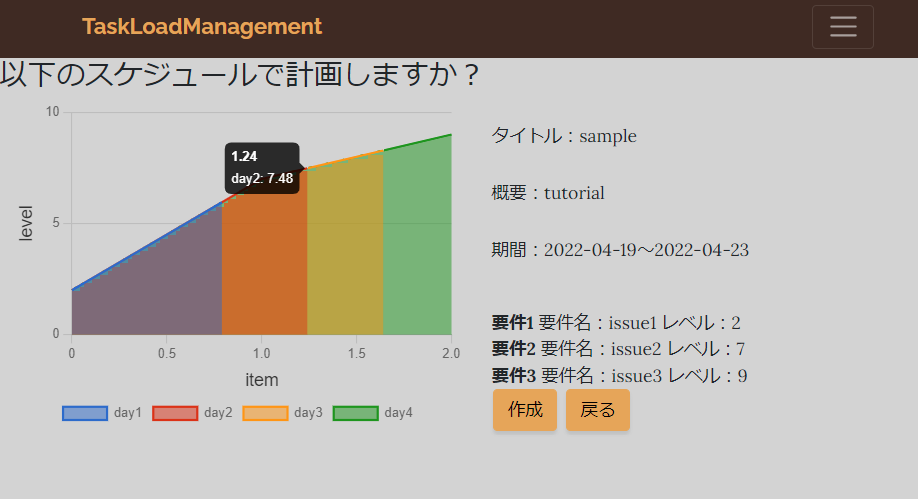 TaskLoadManagement
以下のスケジュールで計画しますか？
10
5
0
level
1.24
day2: 7.48
0 0.5 1.0 1.5 2.0
item
day1 day2 day3 day4
タイトル：sample
概要：tutorial
期間：2022-04-19～2022-04-23
要件1 要件名：issue1 レベル：2
要件2 要件名：issue2 レベル：7
要件3 要件名：issue3 レベル：9
作成 戻る